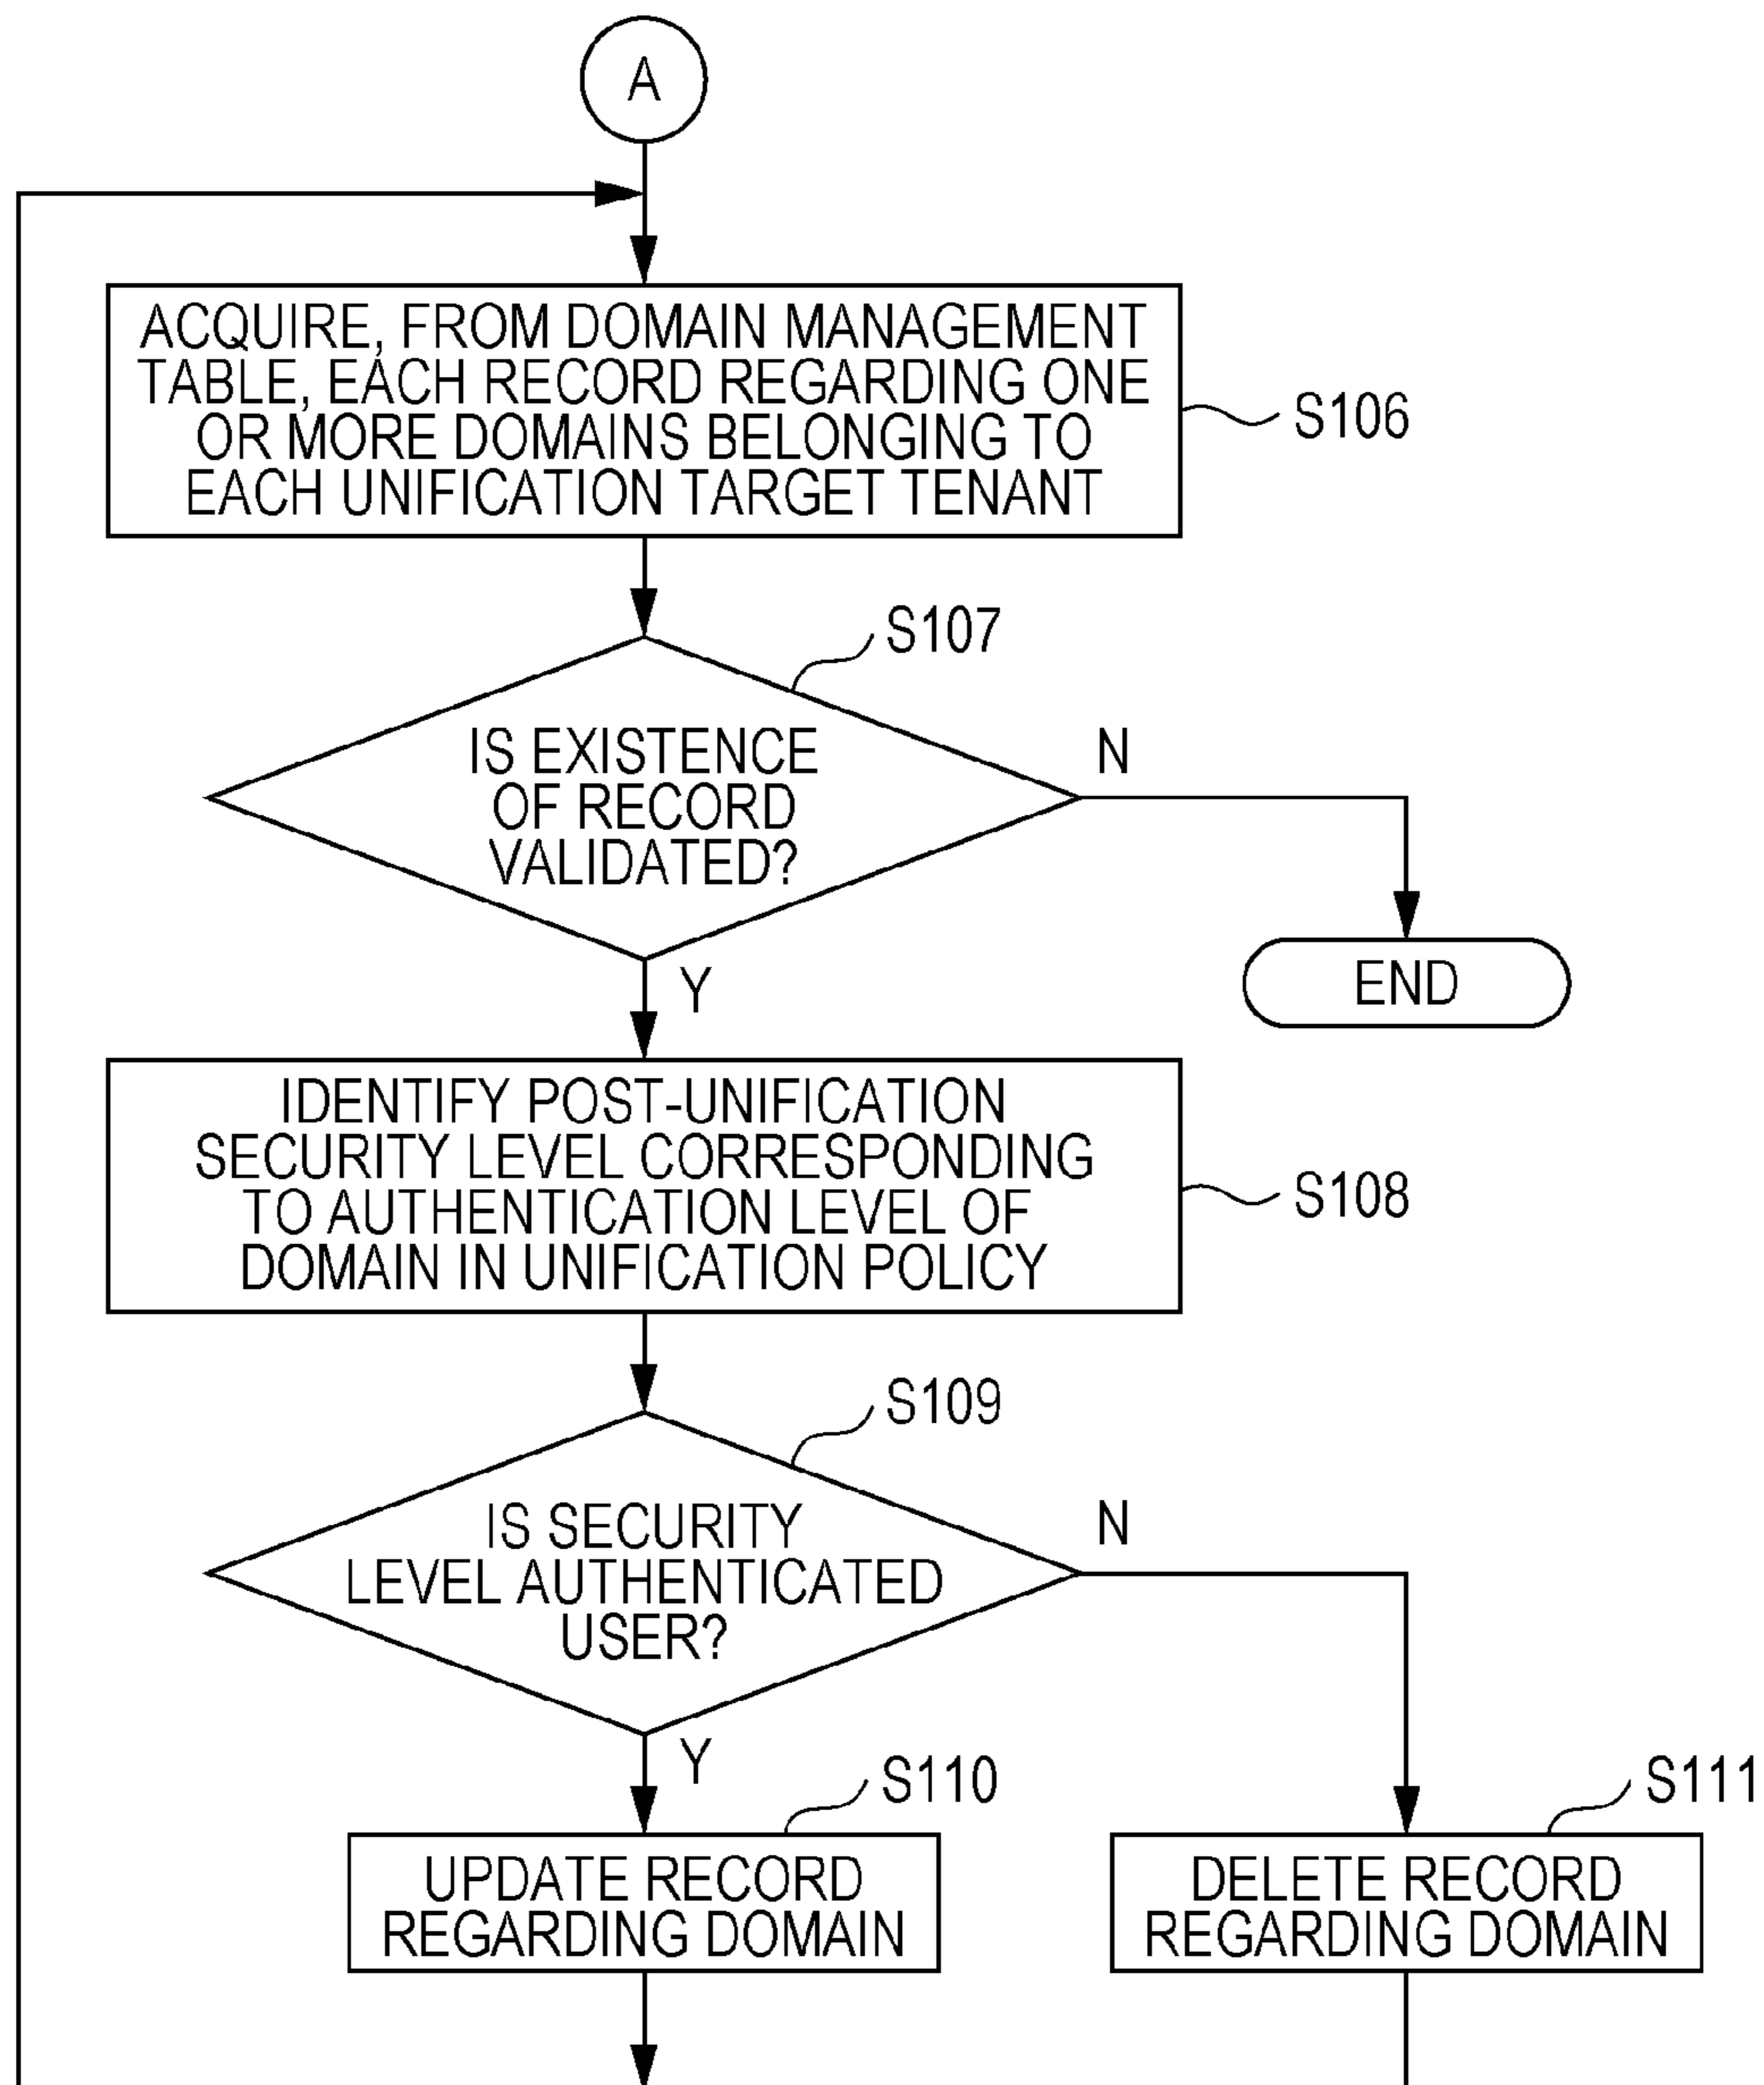 A
ACQUIRE, FROM DOMAIN MANAGEMENT
TABLE, EACH RECORD REGARDING ONE
OR MORE DOMAINS BELONGING TO
EACH UNIFICATION TARGET TENANT
S106
S107
IS EXISTENCE
OF RECORD
VALIDATED?
N
END
Y
IDENTIFY POST-UNIFICATION
SECURITY LEVEL CORRESPONDING
TO AUTHENTICATION LEVEL OF
DOMAIN IN UNIFICATION POLICY
S108
S109
IS SECURITY
LEVEL AUTHENTICATED
USER?
N
Y
S110
S111
UPDATE RECORD
REGARDING DOMAIN
DELETE RECORD
REGARDING DOMAIN